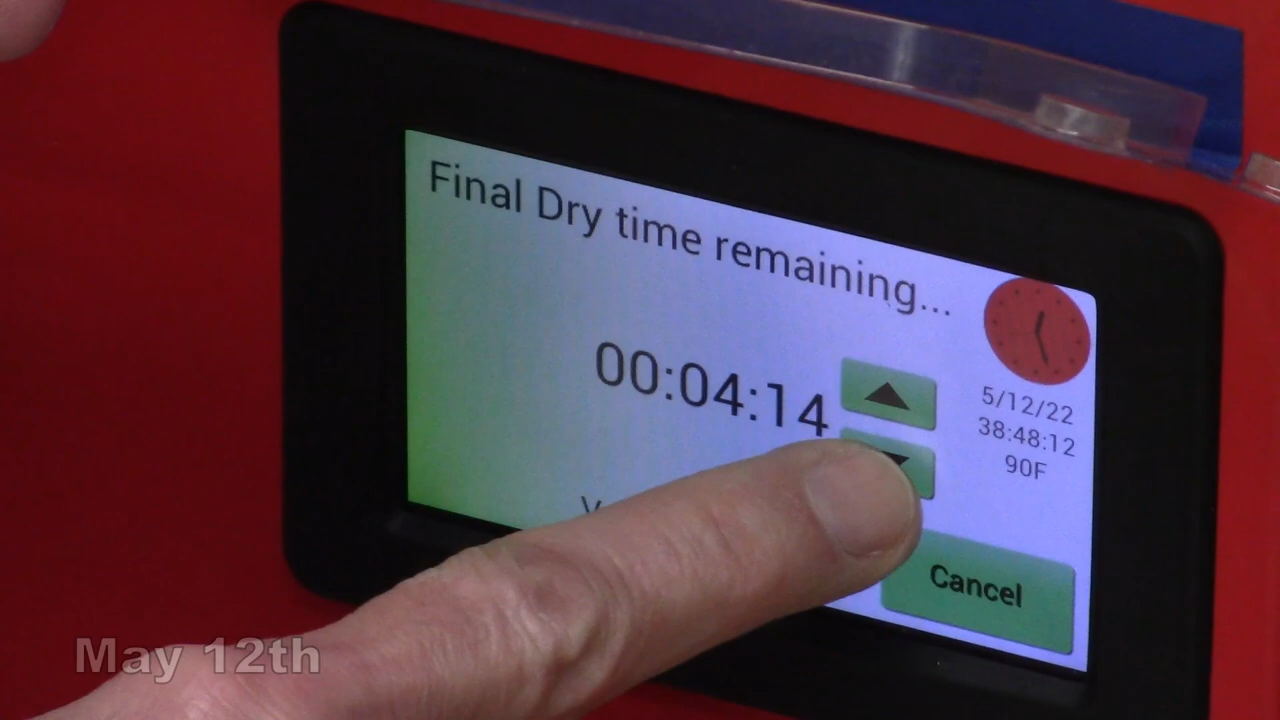 Final Dry time remaining...
00:04:14
5/12/22
38:48:12
90F
Cancel
May 12th